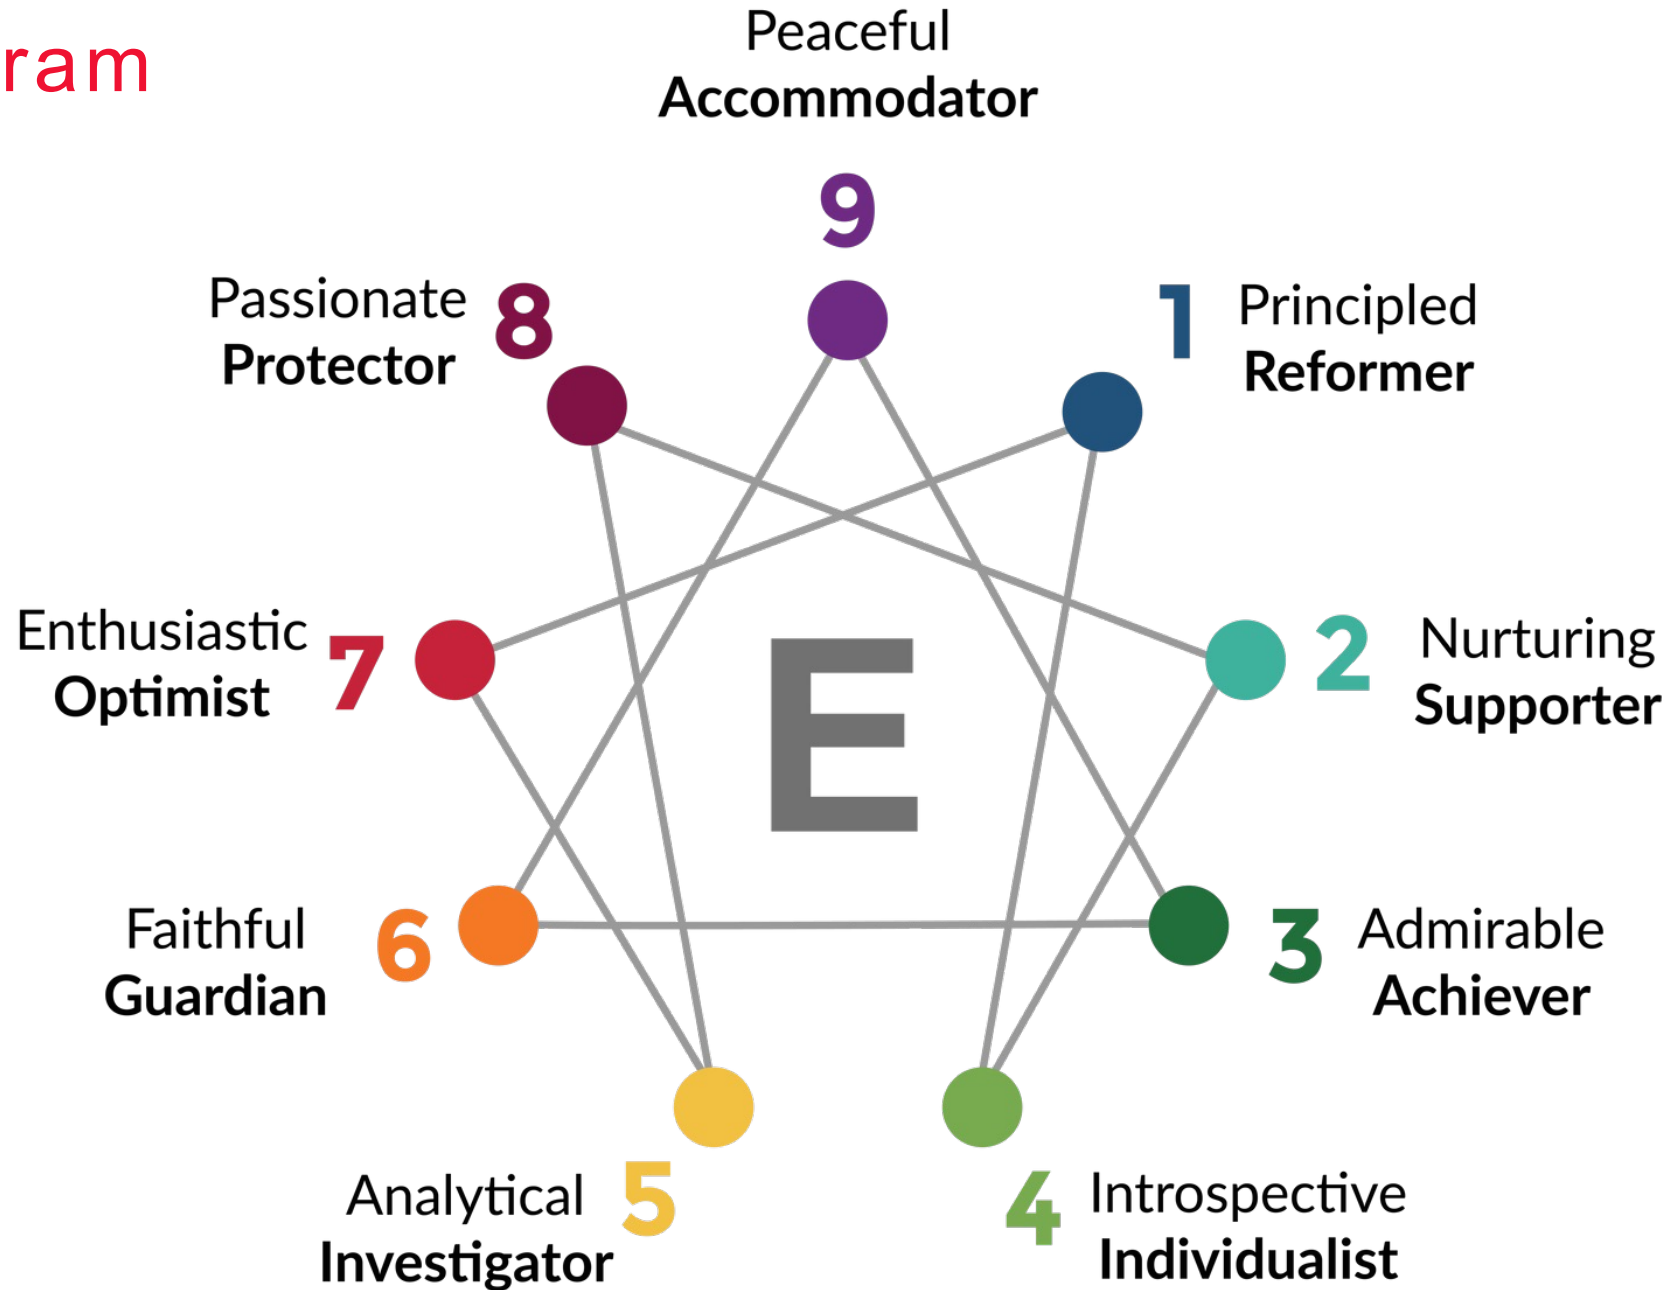 ram
Peaceful
Accommodator
9
Passionate
Protector
8
1
Principled
Reformer
Enthusiastic
Optimist
7
E
2
Nurturing
Supporter
Faithful
Guardian
6
3
Admirable
Achiever
Analytical
Investigator
5
4
Introspective
Individualist